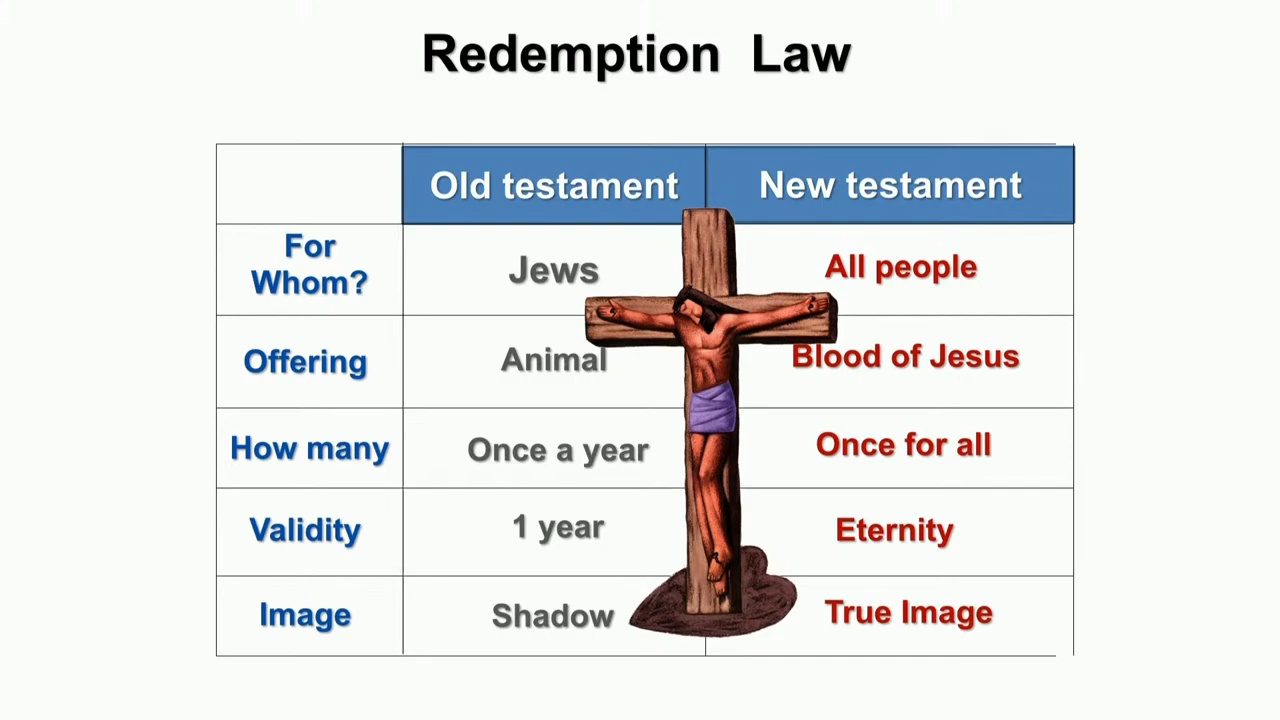 Redemption Law
Old testament New testament
For
Whom?
Jews
All people
Offering
Animal
Blood of Jesus
How many
Once a year
Once for all
Validity
1 year
Eternity
Image
Shadow
True Image